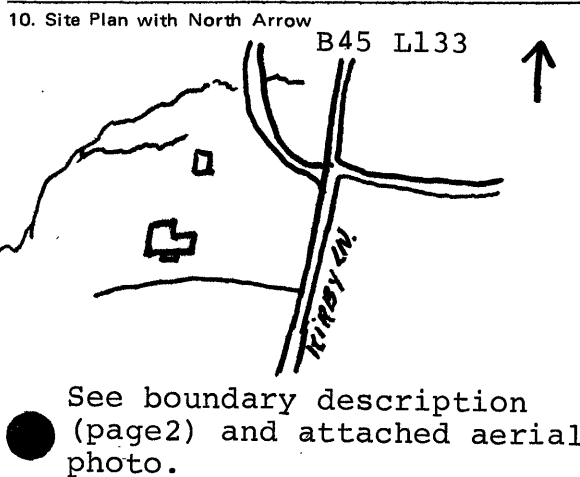 10. Site Plan with North Arrow
B45 L133
KIRBY LN.
See boundary description
(page2) and attached aerial
photo.